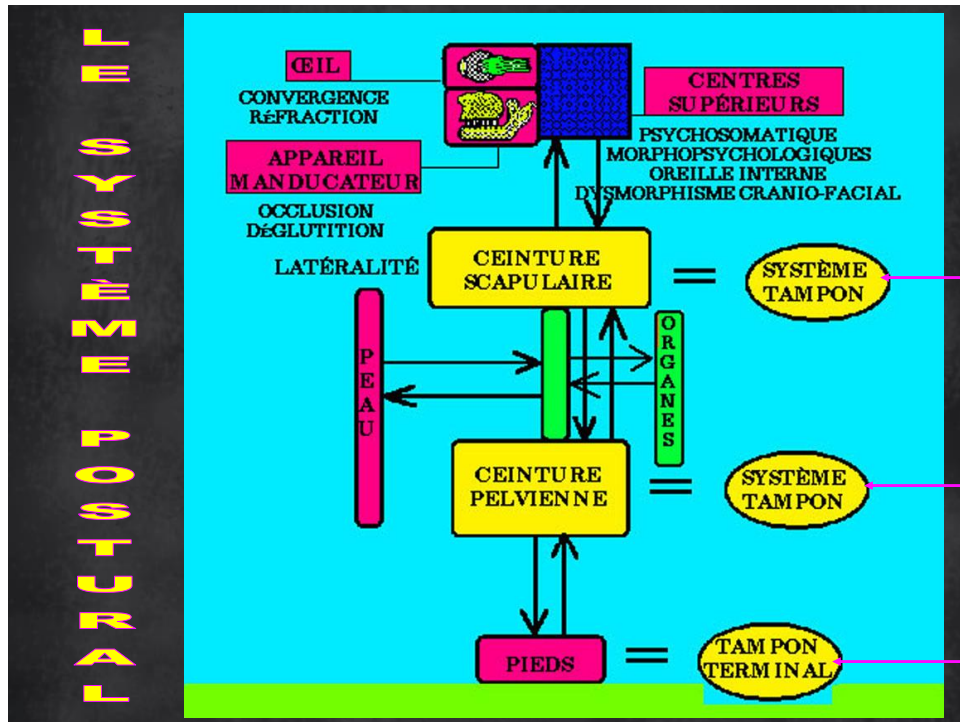 LE SYSTÈME POSTURAL
ŒIL
CONVERGENCE
RéFRACTION
APPAREIL
MANDUCATEUR
OCCLUSION
DéGLUTITION
LATÉRALITÉ
CENTRES
SUPÉRIEURS
PSYCHOSOMATIQUE
MORPHOPSYCHOLOGIQUES
OREILLE INTERNE
DYSMORPHISME CRANIO-FACIAL
CEINTURE
SCAPULAIRE
=
SYSTÈME
TAMPON
PEAU
ORGANES
CEINTURE
PELVIENNE
=
SYSTÈME
TAMPON
PIEDS
=
TAMPON
TERMINAL